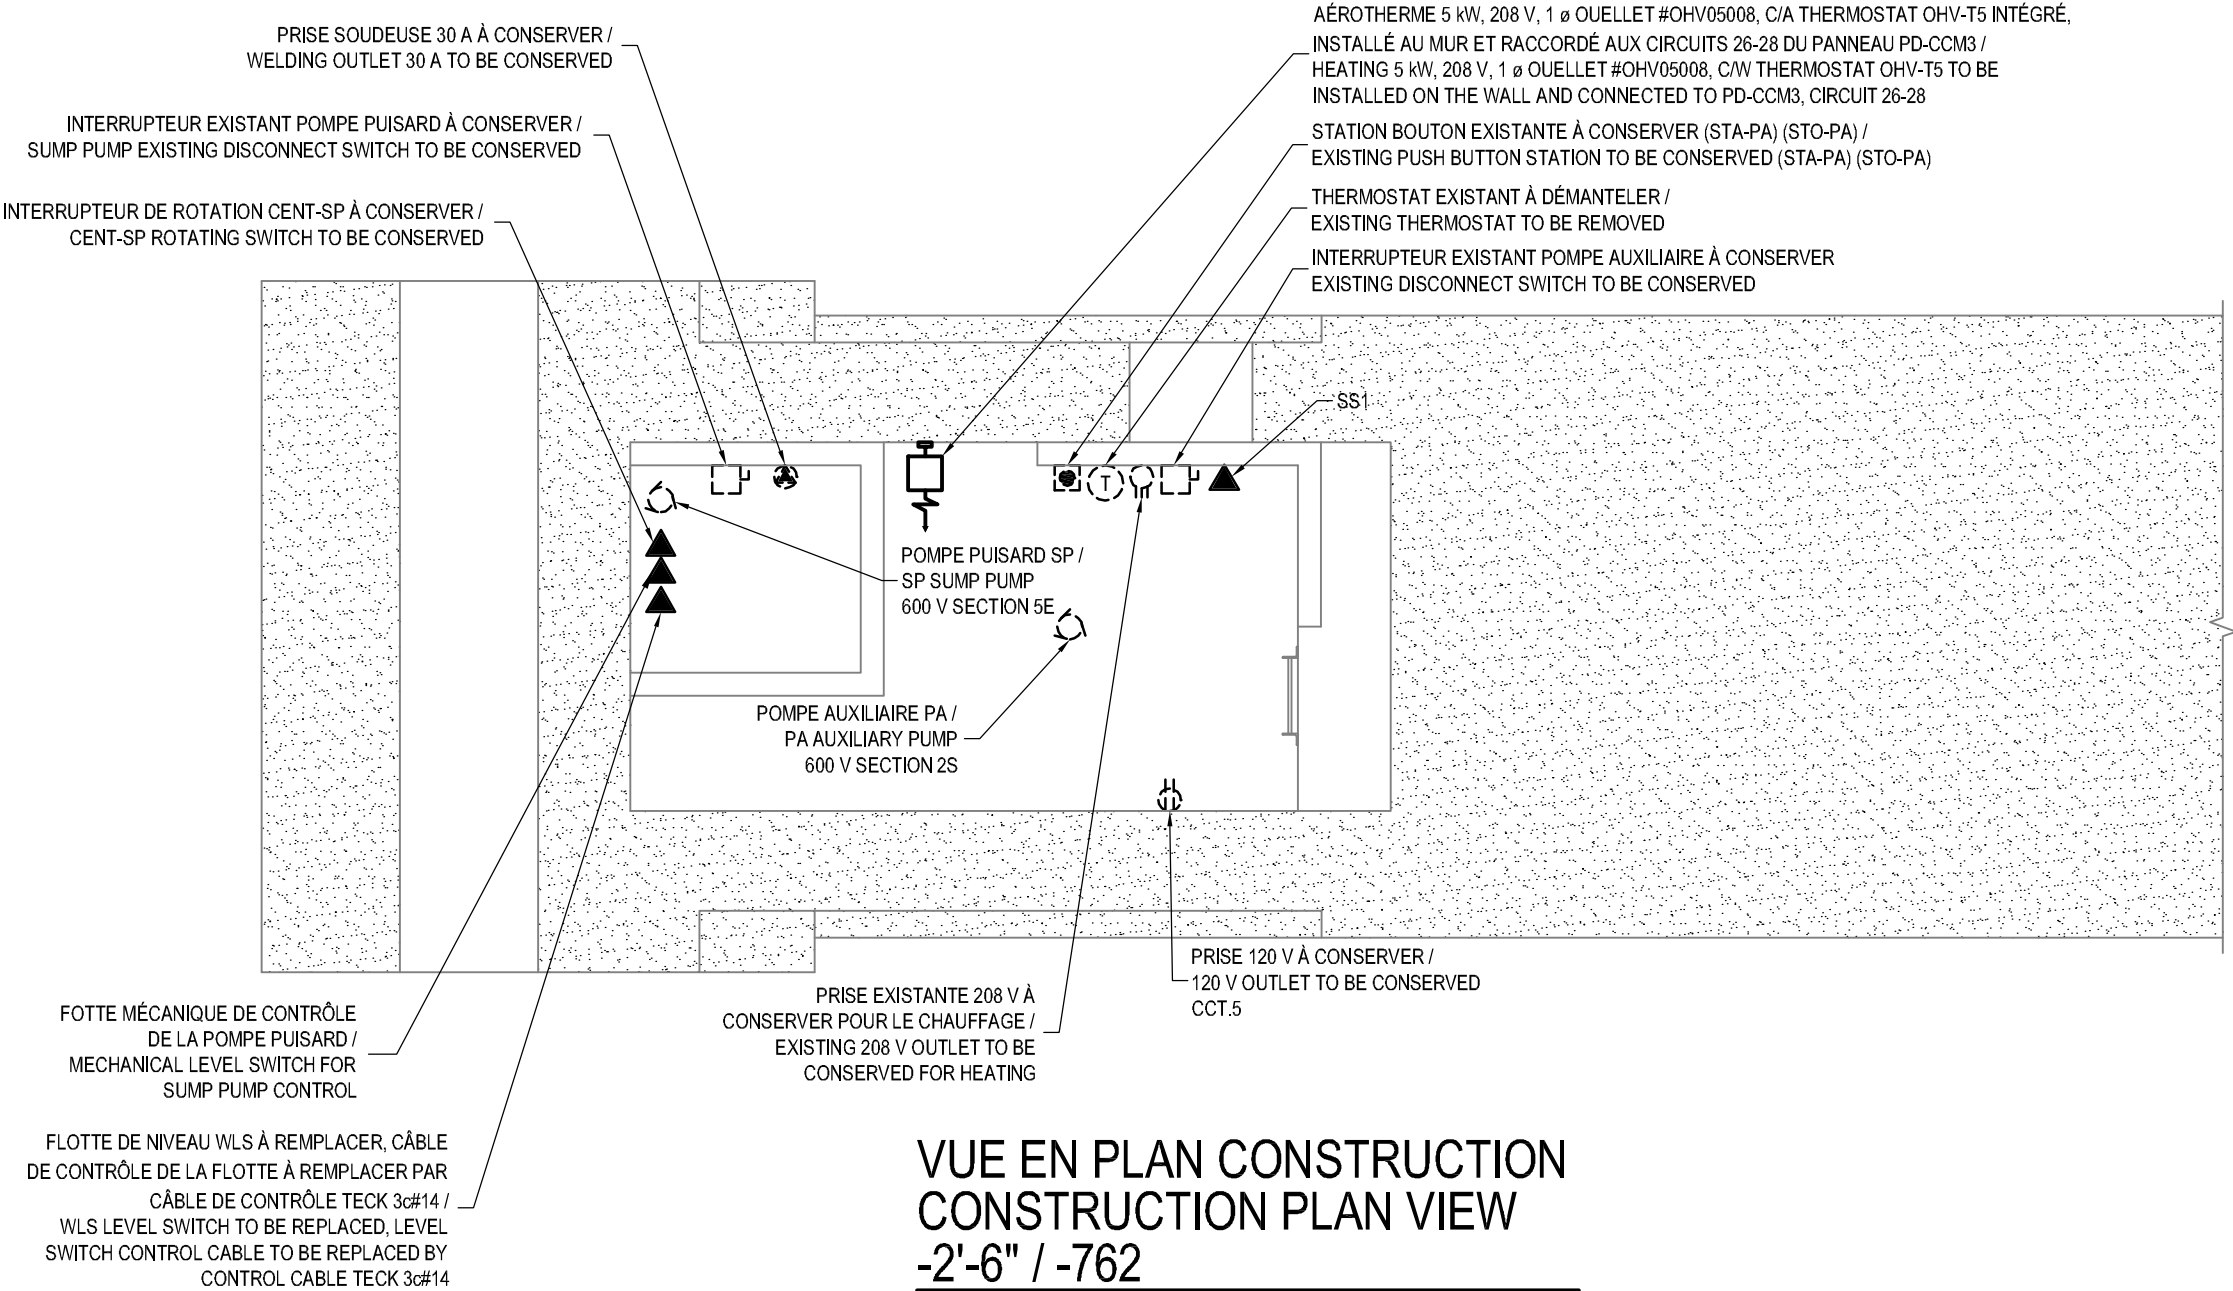 PRISE SOUDEUSE 30 A À CONSERVER /
WELDING OUTLET 30 A TO BE CONSERVED
INTERRUPTEUR EXISTANT POMPE PUISARD À CONSERVER /
SUMP PUMP EXISTING DISCONNECT SWITCH TO BE CONSERVED
INTERRUPTEUR DE ROTATION CENT-SP À CONSERVER /
CENT-SP ROTATING SWITCH TO BE CONSERVED
AÉROTHERME 5 kW, 208 V, 1 ø OUELLET #OHV05008, C/A THERMOSTAT OHV-T5 INTÉGRÉ,
INSTALLÉ AU MUR ET RACCORDÉ AUX CIRCUITS 26-28 DU PANNEAU PD-CCM3 /
HEATING 5 kW, 208 V, 1 ø OUELLET #OHV05008, C/W THERMOSTAT OHV-T5 TO BE
INSTALLED ON THE WALL AND CONNECTED TO PD-CCM3, CIRCUIT 26-28
STATION BOUTON EXISTANTE À CONSERVER (STA-PA) (STO-PA) /
EXISTING PUSH BUTTON STATION TO BE CONSERVED (STA-PA) (STO-PA)
THERMOSTAT EXISTANT À DÉMANTELER /
EXISTING THERMOSTAT TO BE REMOVED
INTERRUPTEUR EXISTANT POMPE AUXILIAIRE À CONSERVER
EXISTING DISCONNECT SWITCH TO BE CONSERVED
SS1
T
POMPE PUISARD SP /
SP SUMP PUMP
600 V SECTION 5E
POMPE AUXILIAIRE PA /
PA AUXILIARY PUMP
600 V SECTION 2S
PRISE 120 V À CONSERVER /
120 V OUTLET TO BE CONSERVED
CCT.5
PRISE EXISTANTE 208 V À
CONSERVER POUR LE CHAUFFAGE /
EXISTING 208 V OUTLET TO BE
CONSERVED FOR HEATING
FOTTE MÉCANIQUE DE CONTRÔLE
DE LA POMPE PUISARD /
MECHANICAL LEVEL SWITCH FOR
SUMP PUMP CONTROL
FLOTTE DE NIVEAU WLS À REMPLACER, CÂBLE
DE CONTRÔLE DE LA FLOTTE À REMPLACER PAR
CÂBLE DE CONTRÔLE TECK 3c#14 /
WLS LEVEL SWITCH TO BE REPLACED, LEVEL
SWITCH CONTROL CABLE TO BE REPLACED BY
CONTROL CABLE TECK 3c#14
VUE EN PLAN CONSTRUCTION
CONSTRUCTION PLAN VIEW
-2'-6" / -762